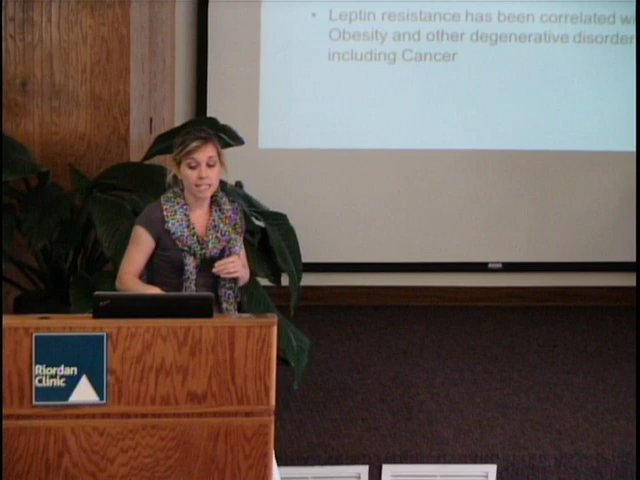 • Leptin resistance has been correlated
Obesity and other degenerative disorder
including Cancer
Riordan
Clinic